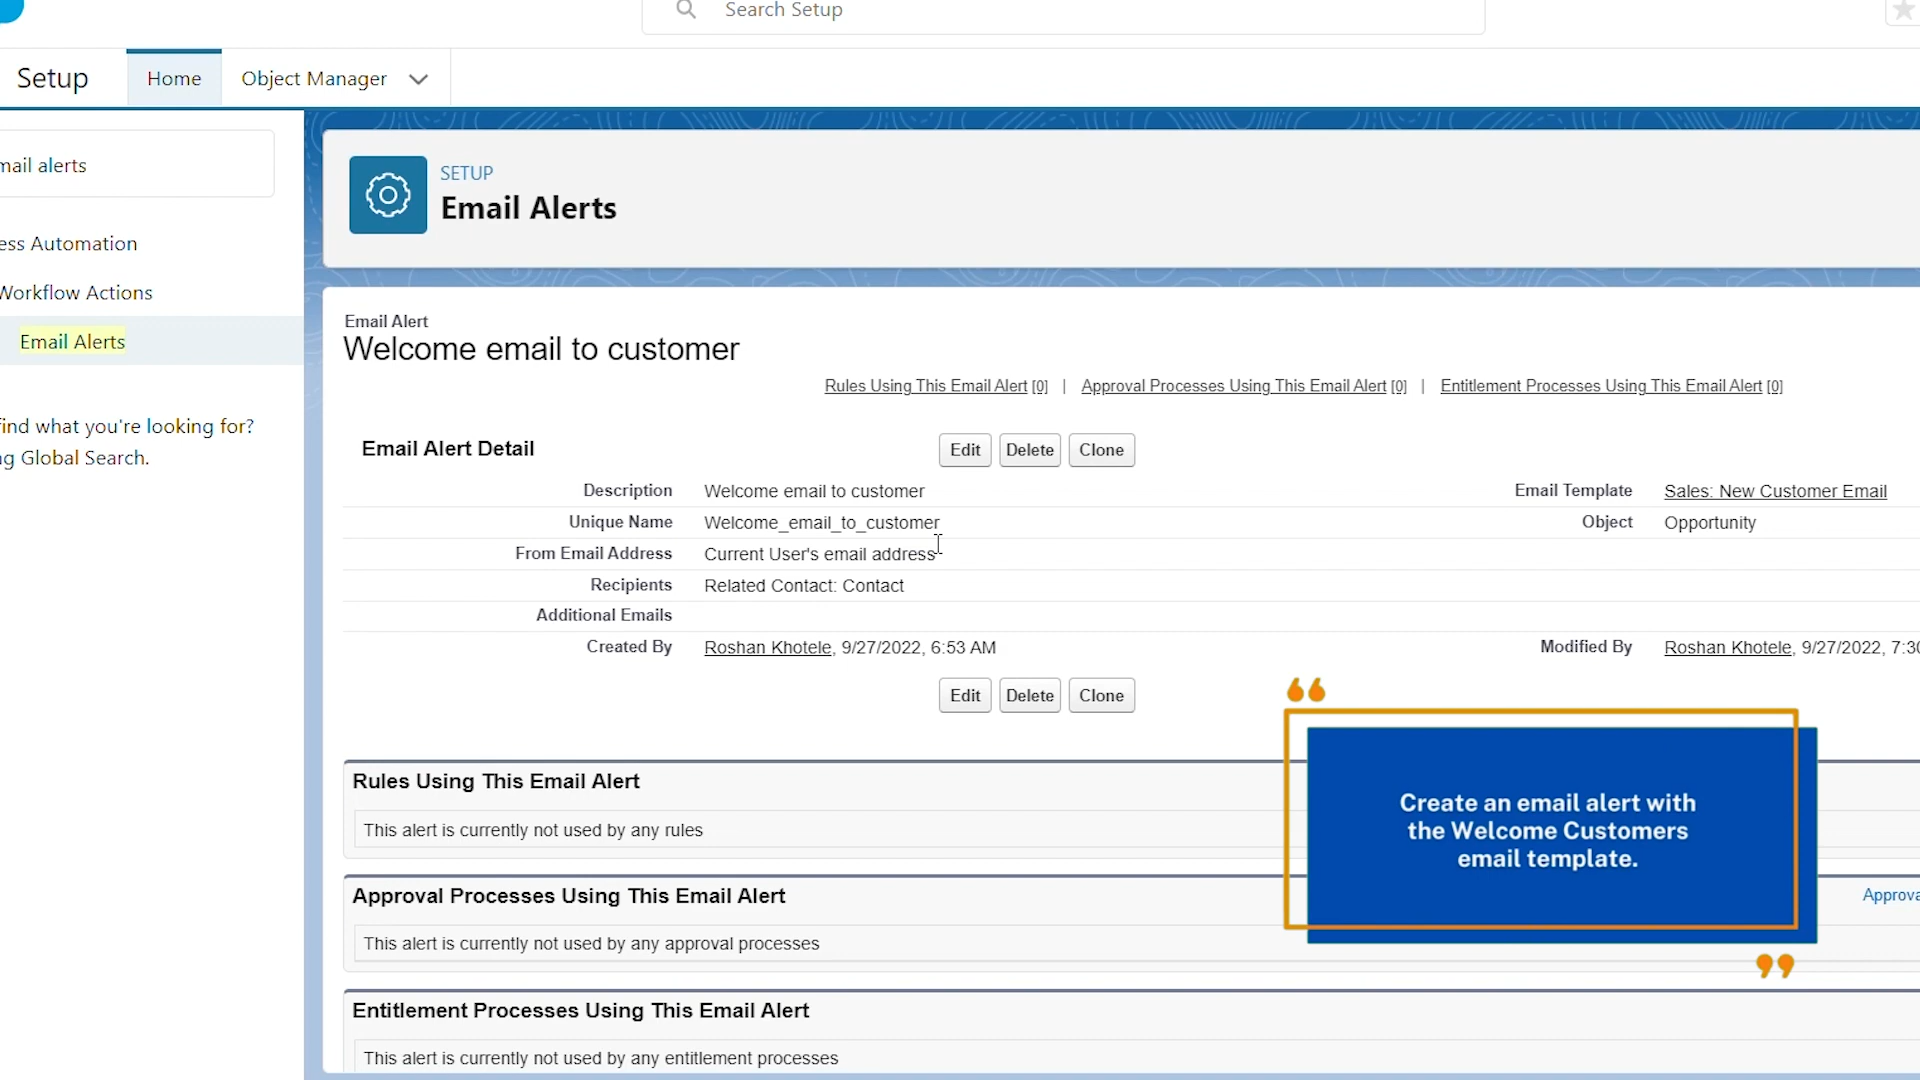 Search Setup
Setup
Home
Object Manager
mail alerts
ess Automation
Workflow Actions
Email Alerts
find what you're looking for?
ng Global Search.
SETUP
Email Alerts
Email Alert
Welcome email to customer
Rules Using This Email Alert [0] | Approval Processes Using This Email Alert [0] | Entitlement Processes Using This Email Alert [0]
Email Alert Detail
Edit Delete Clone
Description Welcome email to customer Email Template Sales: New Customer Email
Unique Name Welcome_email_to_customer Object Opportunity
From Email Address Current User's email address
Recipients Related Contact: Contact
Additional Emails
Created By Roshan Khotele, 9/27/2022, 6:53 AM Modified By Roshan Khotele, 9/27/2022, 7:30
Edit Delete Clone
Rules Using This Email Alert
This alert is currently not used by any rules
Approval Processes Using This Email Alert
Approva
This alert is currently not used by any approval processes
Entitlement Processes Using This Email Alert
This alert is currently not used by any entitlement processes
“
Create an email alert with
the Welcome Customers
email template.
”